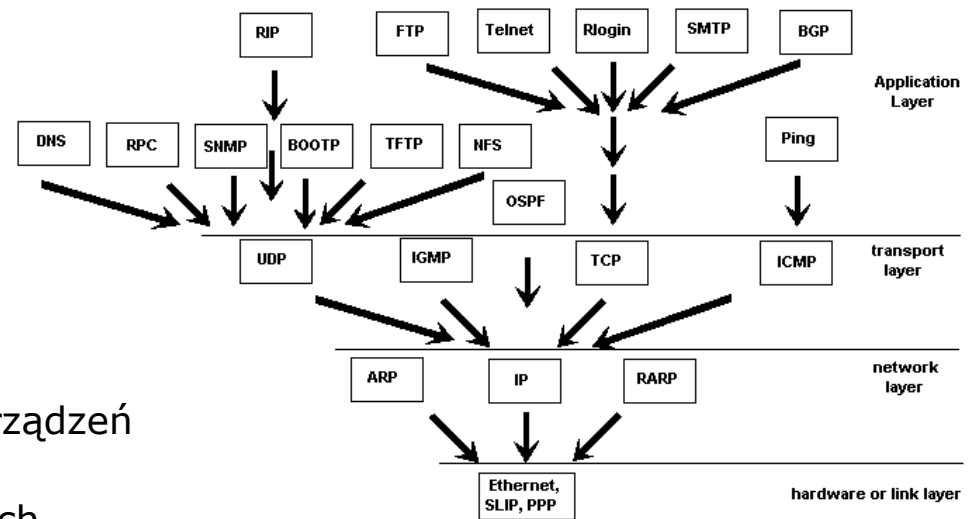 RIP
FTP
Telnet
Rlogin
SMTP
BGP
Application
Layer
DNS
RPC
SNMP
BOOTP
TFTP
NFS
Ping
OSPF
UDP
IGMP
TCP
ICMP
transport
layer
ARP
IP
RARP
network
layer
rządzeń
Ethernet,
SLIP, PPP
hardware or link layer
ch